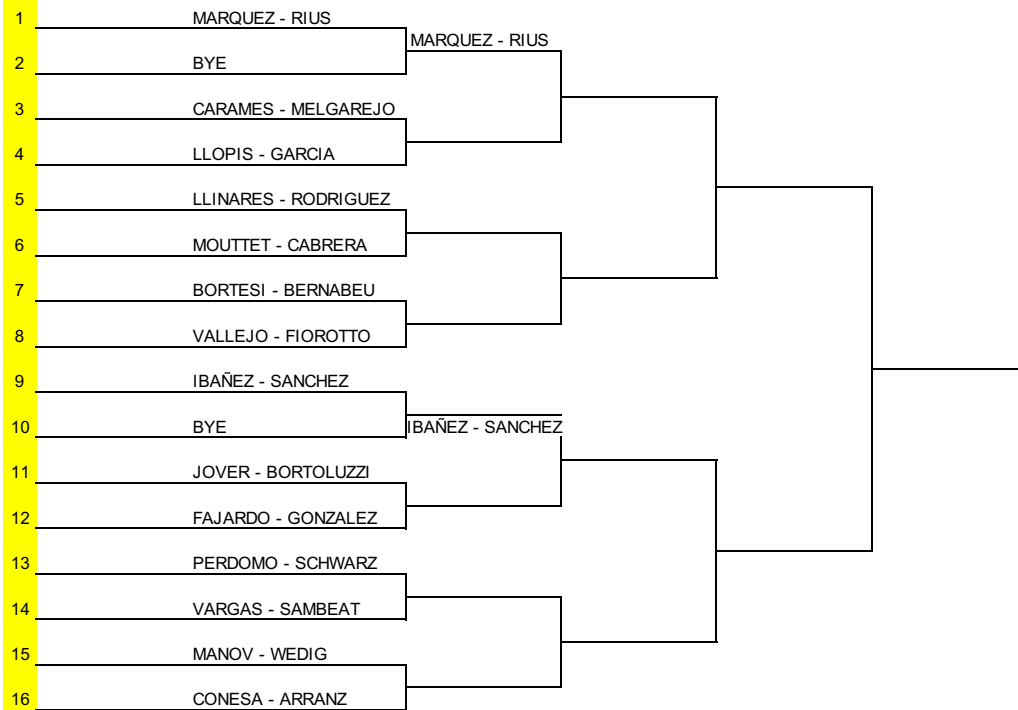 1 MARQUEZ - RIUS
MARQUEZ - RIUS
2 BYE
3 CARAMES - MELGAREJO
4 LLOPIS - GARCIA
5 LLINARES - RODRIGUEZ
6 MOUTTET - CABRERA
7 BORTESI - BERNABEU
8 VALLEJO - FIOROTTO
9 IBAÑEZ - SANCHEZ
10 BYE IBAÑEZ - SANCHEZ
11 JOVER - BORTOLUZZI
12 FAJARDO - GONZALEZ
13 PERDOMO - SCHWARZ
14 VARGAS - SAMBEAT
15 MANOV - WEDIG
16 CONESA - ARRANZ